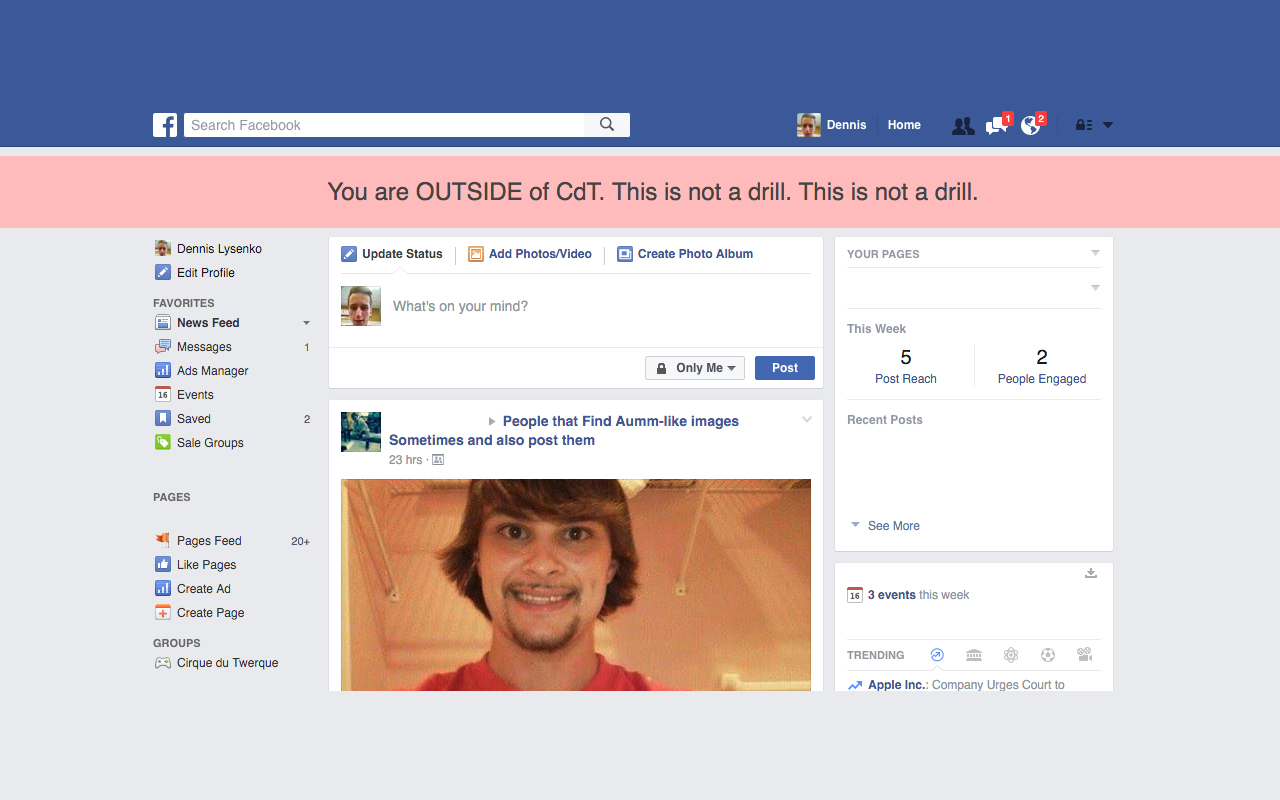 Search Facebook
Dennis
Home
1
2
You are OUTSIDE of CdT. This is not a drill. This is not a drill.
Dennis Lysenko
Edit Profile
FAVORITES
News Feed
Messages 1
Ads Manager
16 Events
Saved 2
Sale Groups
PAGES
Pages Feed 20+
Like Pages
Create Ad
Create Page
GROUPS
Cirque du Twerque
Update Status
Add Photos/Video
Create Photo Album
What's on your mind?
Only Me
Post
People that Find Aumm-like images
Sometimes and also post them
23 hrs ·
YOUR PAGES
This Week
5
Post Reach
2
People Engaged
Recent Posts
See More
16 3 events this week
TRENDING
Apple Inc.: Company Urges Court to